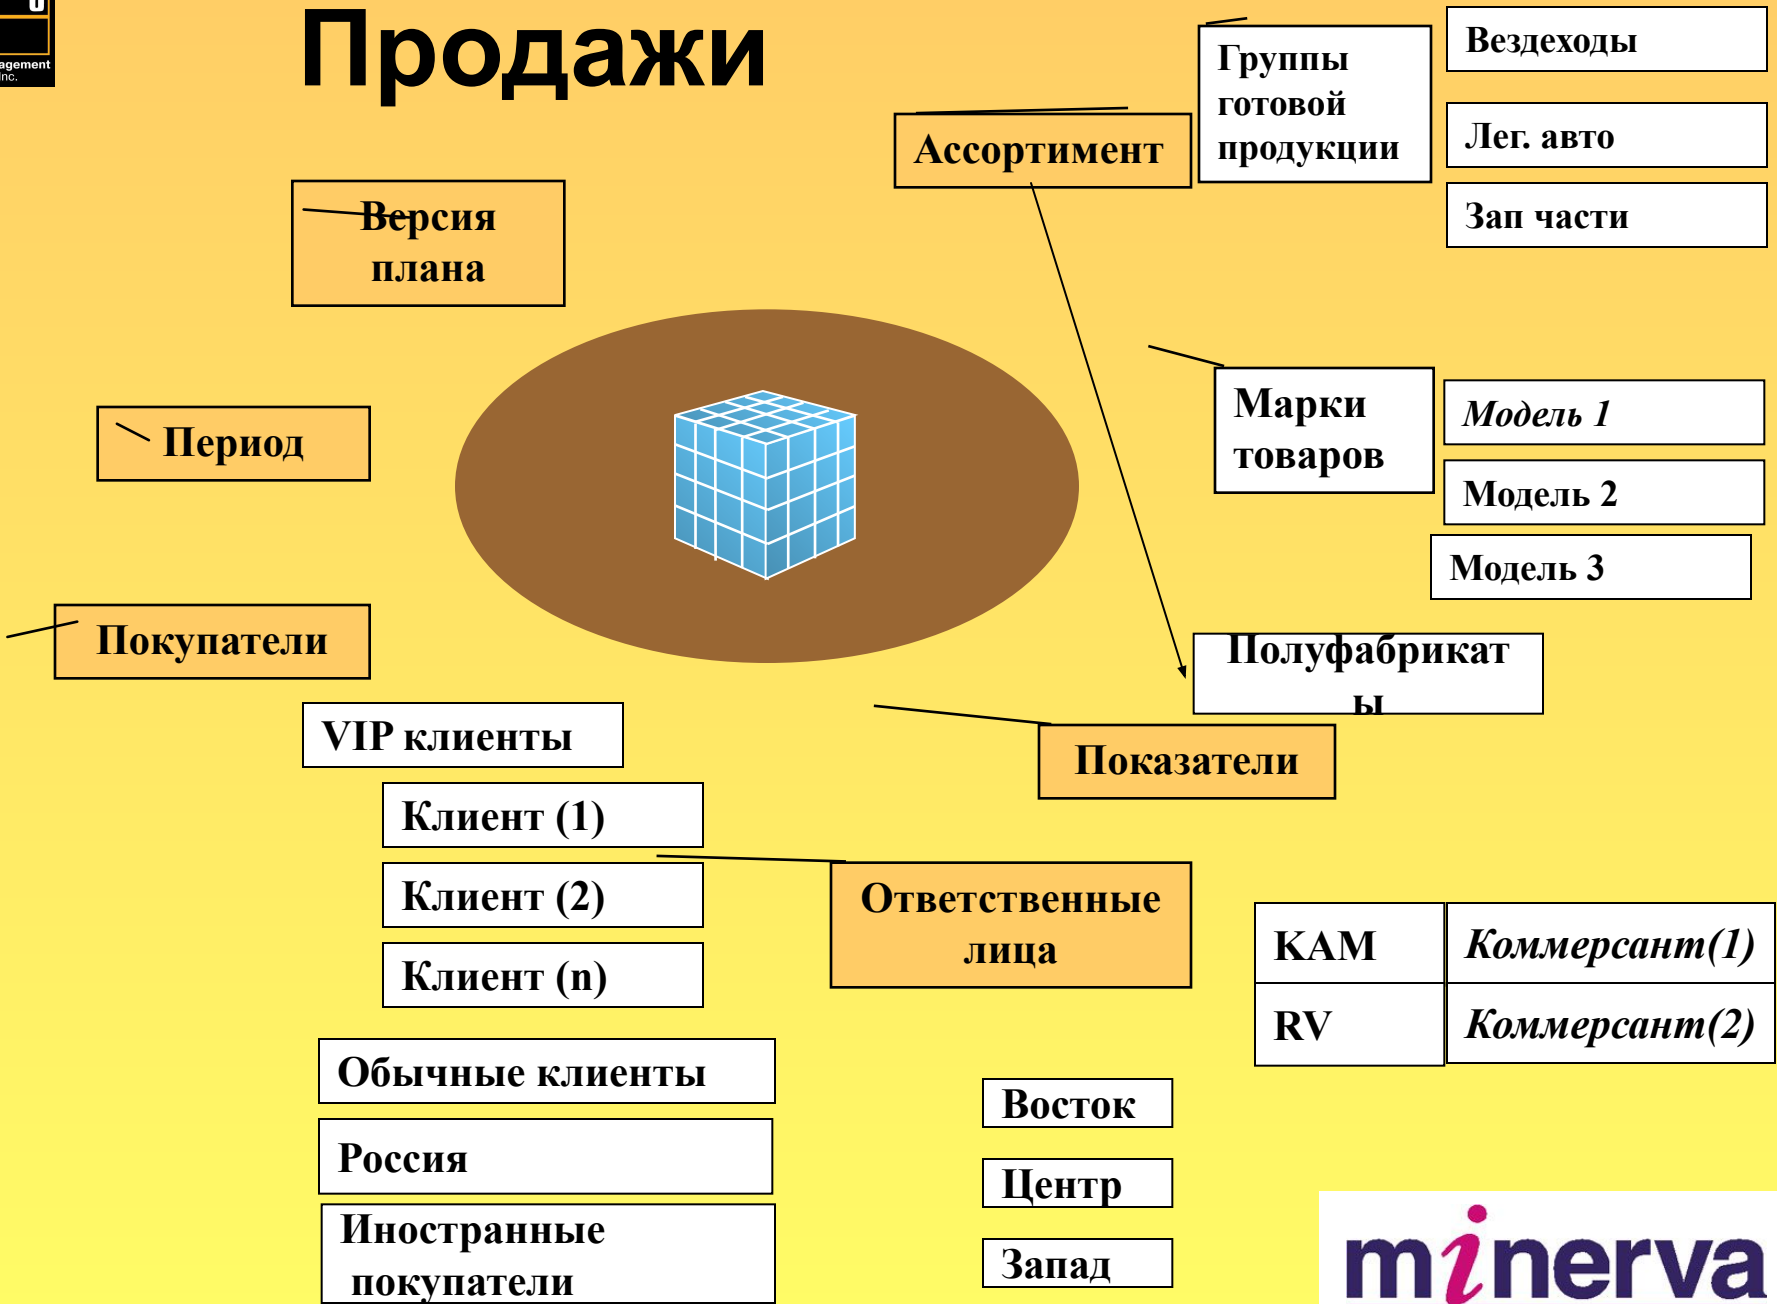 Продажи
agement
Inc.
Группы
готовой
продукции
Вездеходы
Лег. авто
Зап части
Ассортимент
Версия
плана
Период
Марки
товаров
Модель 1
Модель 2
Модель 3
Покупатели
Полуфабрикат
ы
Показатели
VIP клиенты
Клиент (1)
Клиент (2)
Клиент (n)
Ответственные
лица
KAM
Коммерсант(1)
RV
Коммерсант(2)
Обычные клиенты
Россия
Иностранные
покупатели
Восток
Центр
Запад
minerva